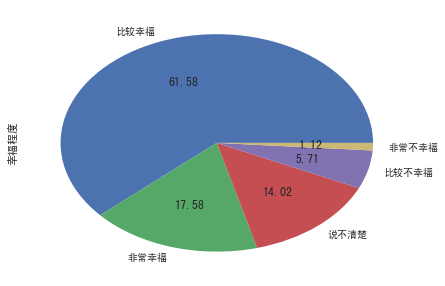 比较幸福
61.58
1.12
非常不幸福
幸福程度
5.71
比较不幸福
14.02
17.58
说不清楚
非常幸福